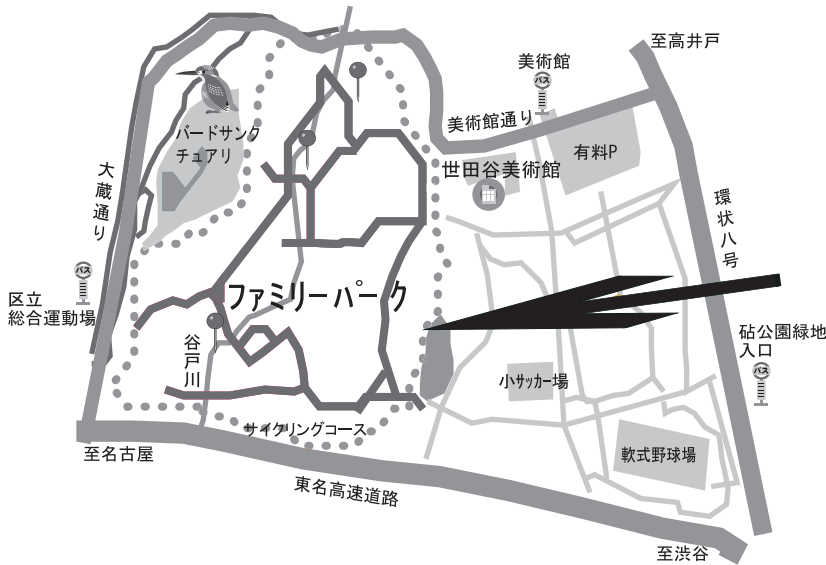 至高井戸
美術館
バス
美術館通り
有料P
バードサンク
チュアリ
世田谷美術館
大蔵通り
環状八号
バス
区立
総合運動場
ファミリーパーク
谷戸川
砧公園緑地
入口
バス
小サッカー場
サイクリングコース
軟式野球場
至名古屋
東名高速道路
至渋谷